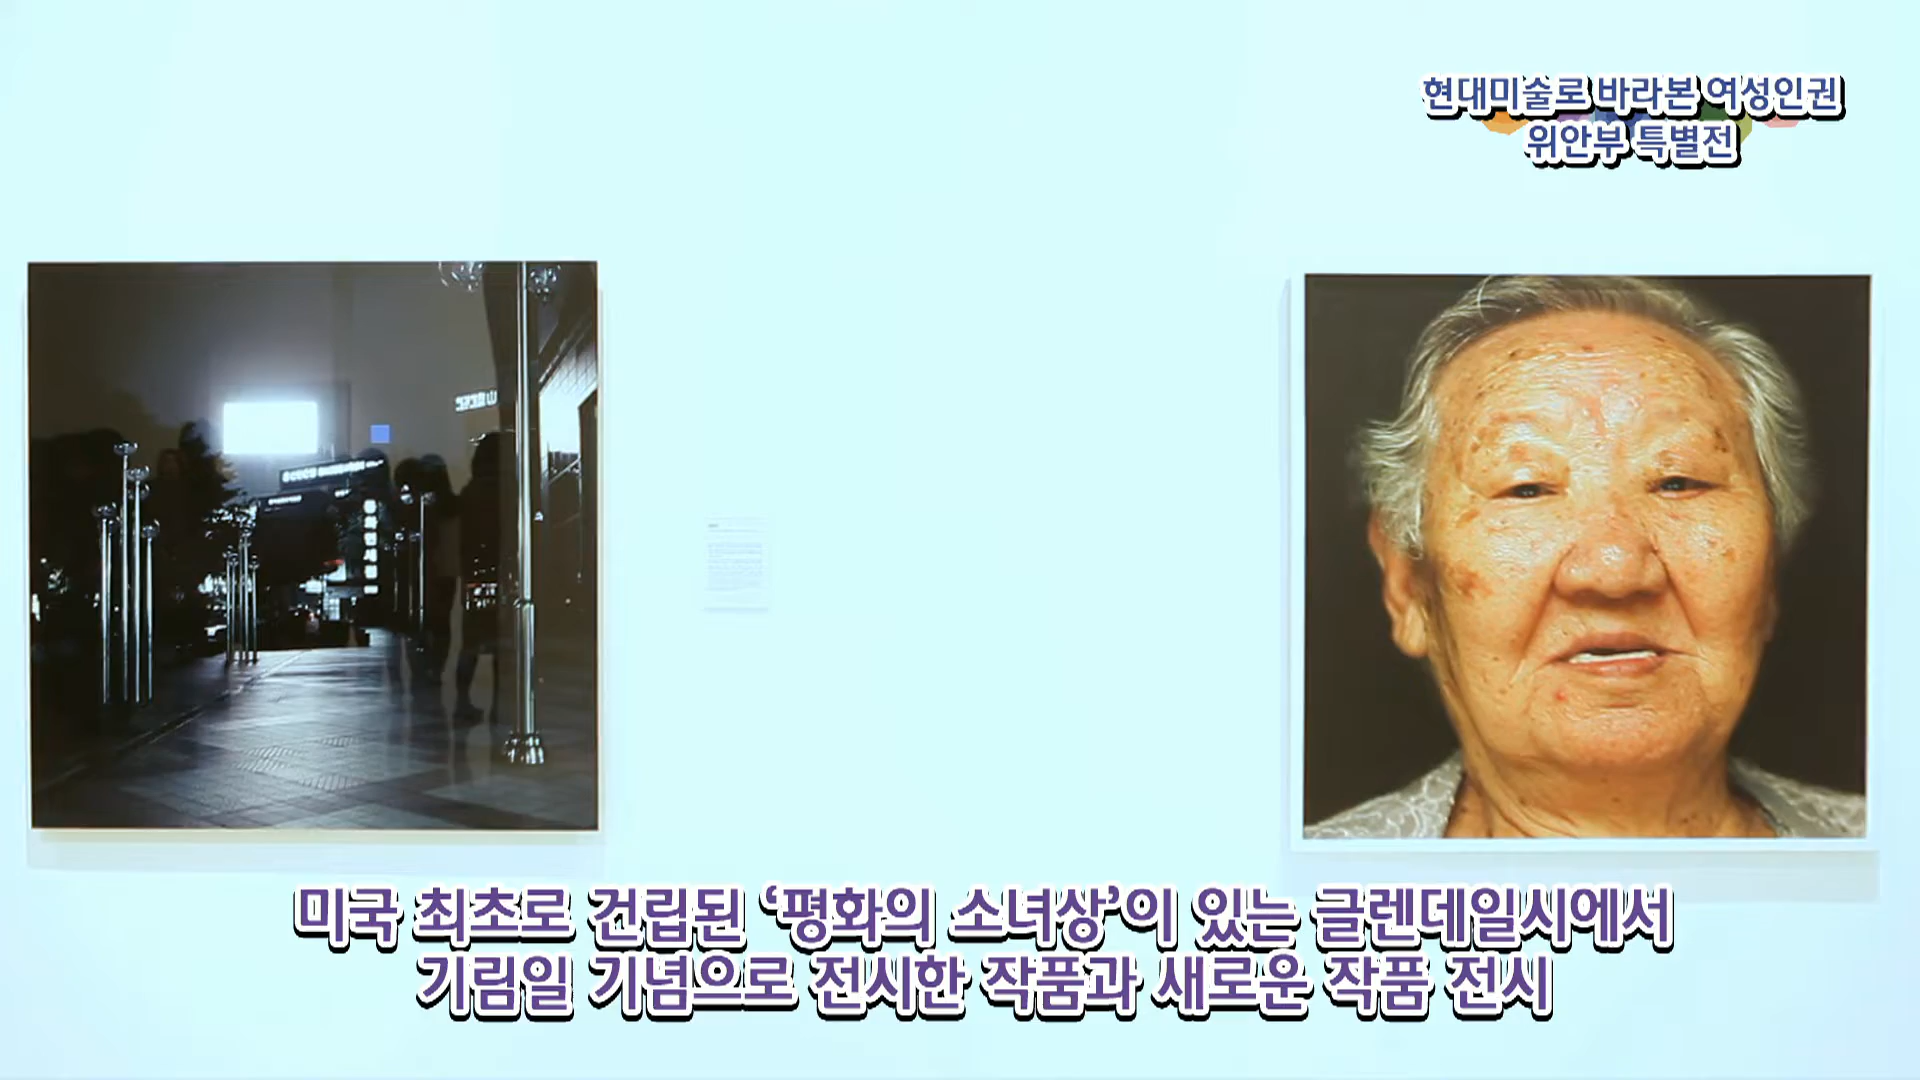 현대미술로 바라본 여성인권
위안부 특별전
미국 최초로 건립된 ‘평화의 소녀상’이 있는 글렌데일시에서
기림일 기념으로 전시한 작품과 새로운 작품 전시